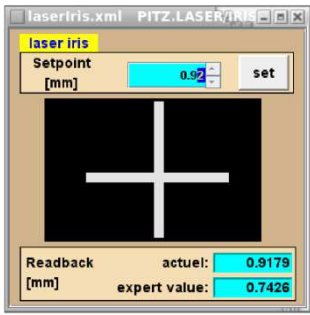 laserIris.xml PITZ.LASER/IRIS
laser iris
Setpoint
[mm]
0.92
set
Readback
[mm]
actuel:
0.9179
expert value:
0.7426